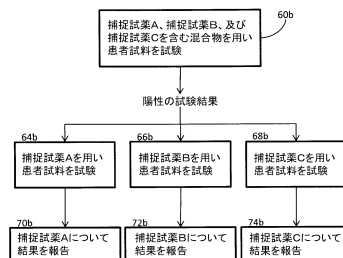 捕捉試薬A、捕捉試薬B、及び
捕捉試薬Cを含む混合物を用い
患者試料を試験
60b
陽性の試験結果
64b
捕捉試薬Aを用い
患者試料を試験
66b
捕捉試薬Bを用い
患者試料を試験
68b
捕捉試薬Cを用い
患者試料を試験
70b
捕捉試薬Aについて
結果を報告
72b
捕捉試薬Bについて
結果を報告
74b
捕捉試薬Cについて
結果を報告